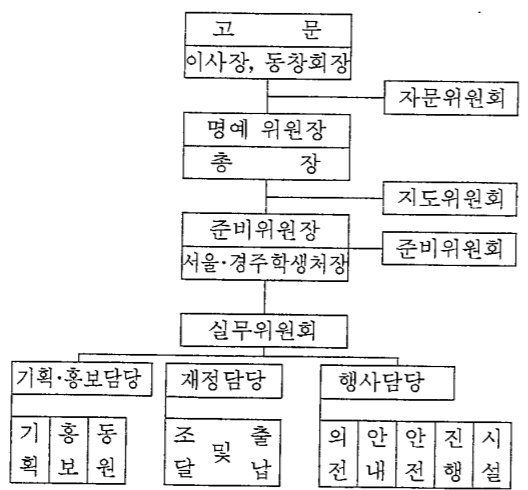 고 문
이사장, 동창회장
자문위원회
명예 위원장
총 장
지도위원회
준비위원장
준비위원회
서울·경주학생처장
실무위원회
기획·홍보담당
재정담당
행사담당
기획
홍보
동원
조달 및 출납
의전
안내
안전
진행
시설